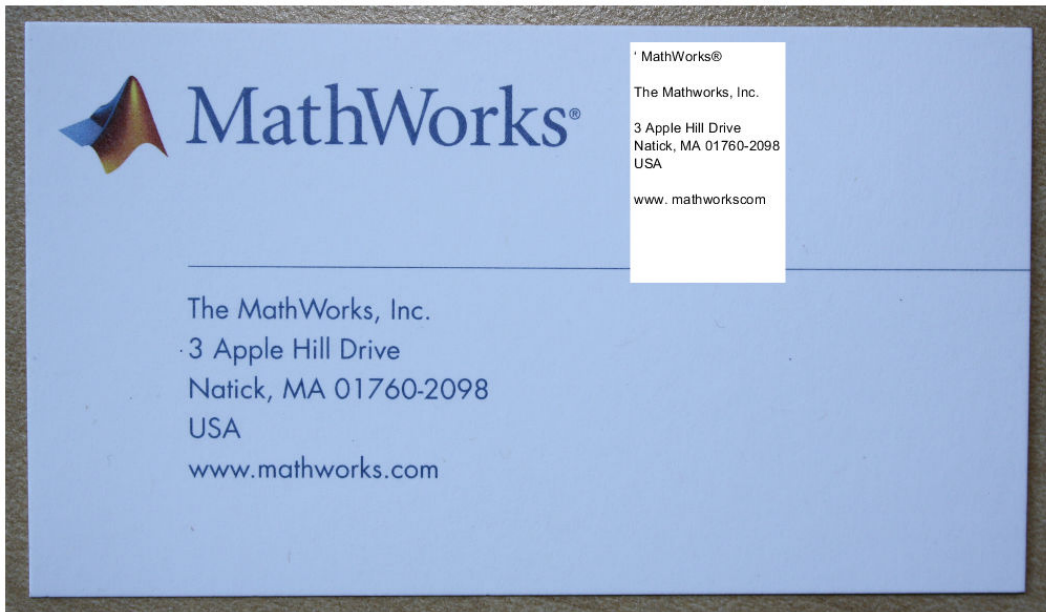 MathWorks®
' MathWorks®
The Mathworks, Inc.
3 Apple Hill Drive
Natick, MA 01760-2098
USA
www. mathworkscom
The MathWorks, Inc.
3 Apple Hill Drive
Natick, MA 01760-2098
USA
www.mathworks.com